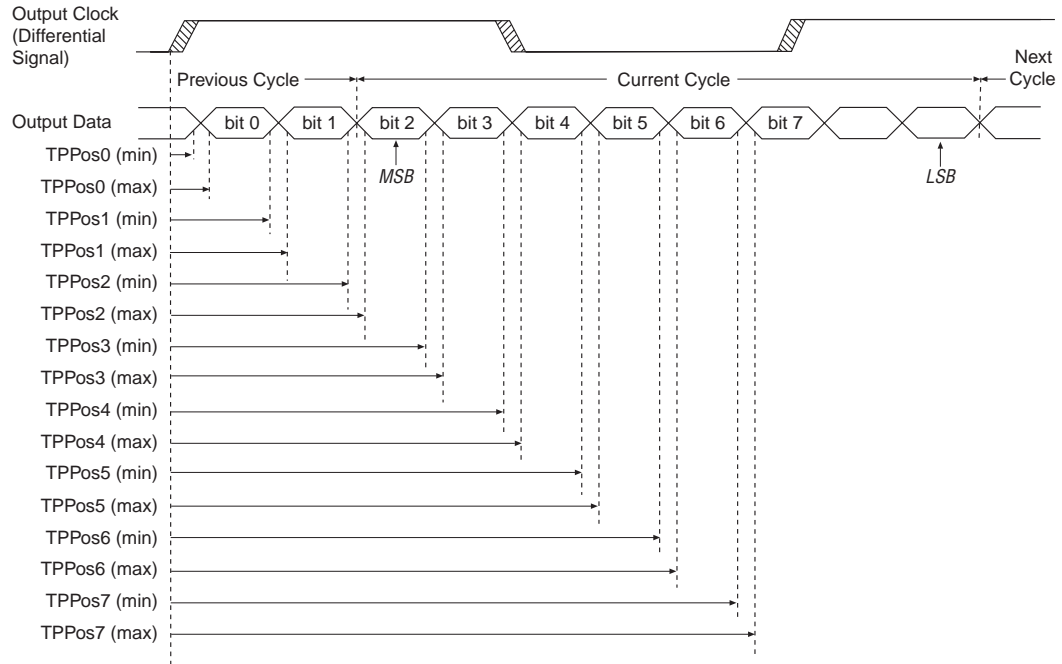 Output Clock
(Differential
Signal)
Previous Cycle
Current Cycle
Next
Cycle
Output Data
bit 0
bit 1
bit 2
bit 3
bit 4
bit 5
bit 6
bit 7
MSB
LSB
TPPos0 (min)
TPPos0 (max)
TPPos1 (min)
TPPos1 (max)
TPPos2 (min)
TPPos2 (max)
TPPos3 (min)
TPPos3 (max)
TPPos4 (min)
TPPos4 (max)
TPPos5 (min)
TPPos5 (max)
TPPos6 (min)
TPPos6 (max)
TPPos7 (min)
TPPos7 (max)